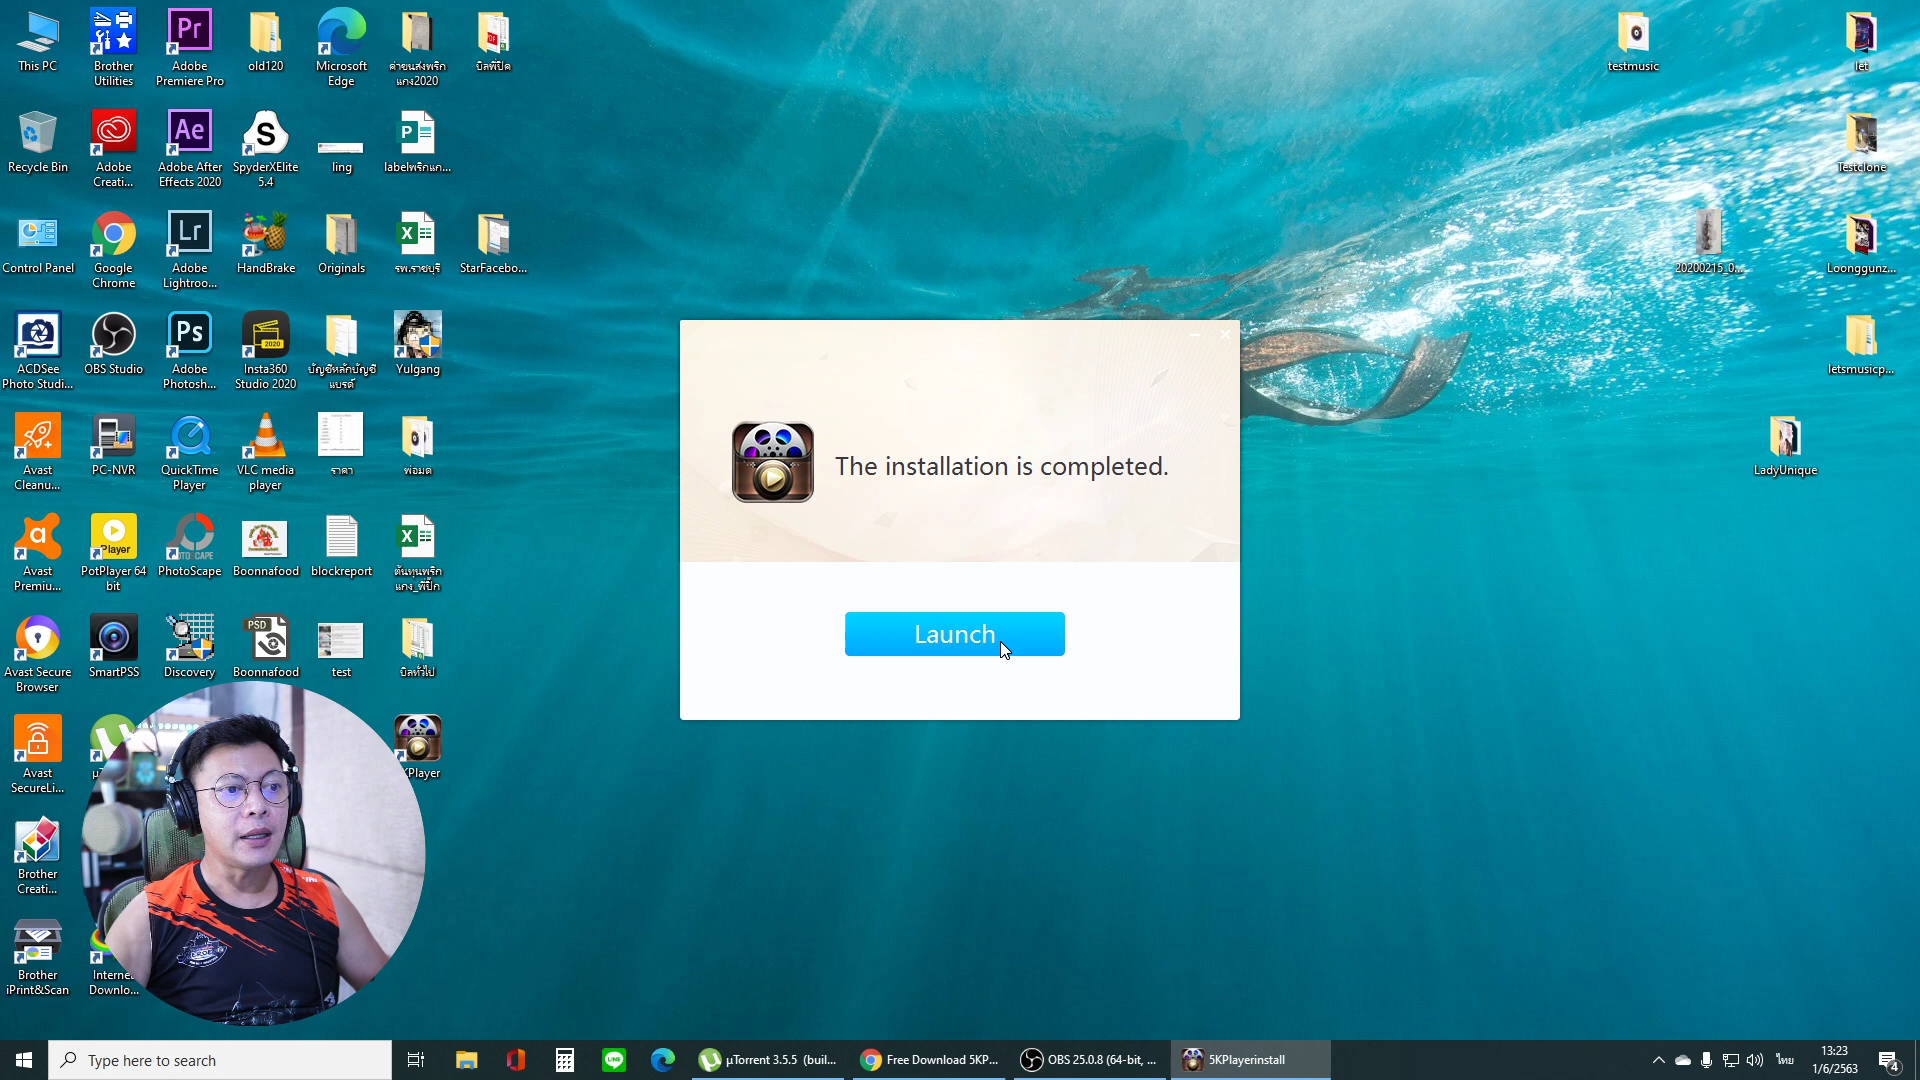 This PC
Brother
Utilities
Adobe
Premiere Pro
old120
Microsoft
Edge
ค่าขนส่งพริก
แกง2020
บิลพี่ปิด
testmusic
let
Recycle Bin
Adobe
Creati...
Adobe After
Effects 2020
SpyderXElite
5.4
ling
labelพริกแก...
Testclone
Control Panel
Google
Chrome
Adobe
Lightroo...
HandBrake
Originals
รพ.ราชบุรี
StarFacebo...
20200215_0...
Loonggunz...
ACDSee
Photo Studi...
OBS Studio
Adobe
Photosh...
Insta360
Studio 2020
บัญชีหลักบัญชี
แบรด์
Yulgang
letsmusicp...
Avast
Cleanu...
PC-NVR
QuickTime
Player
VLC media
player
ราคา
พ่อมด
LadyUnique
Avast
Premiu...
PotPlayer 64
bit
PhotoScape
Boonnafood
blockreport
ต้นทุนพริก
แกง_พี่ปิ๊ก
Avast Secure
Browser
SmartPSS
Discovery
Boonnafood
test
บิลทั่วไป
Avast
SecureLi...
KPlayer
Brother
Creati...
Brother
iPrint&Scan
Interne
Downlo...
The installation is completed.
Launch
Type here to search
µTorrent 3.5.5 (buil...
Free Download 5KP...
OBS 25.0.8 (64-bit, ...
5KPlayerinstall
ไทย
13:23
1/6/2563
4